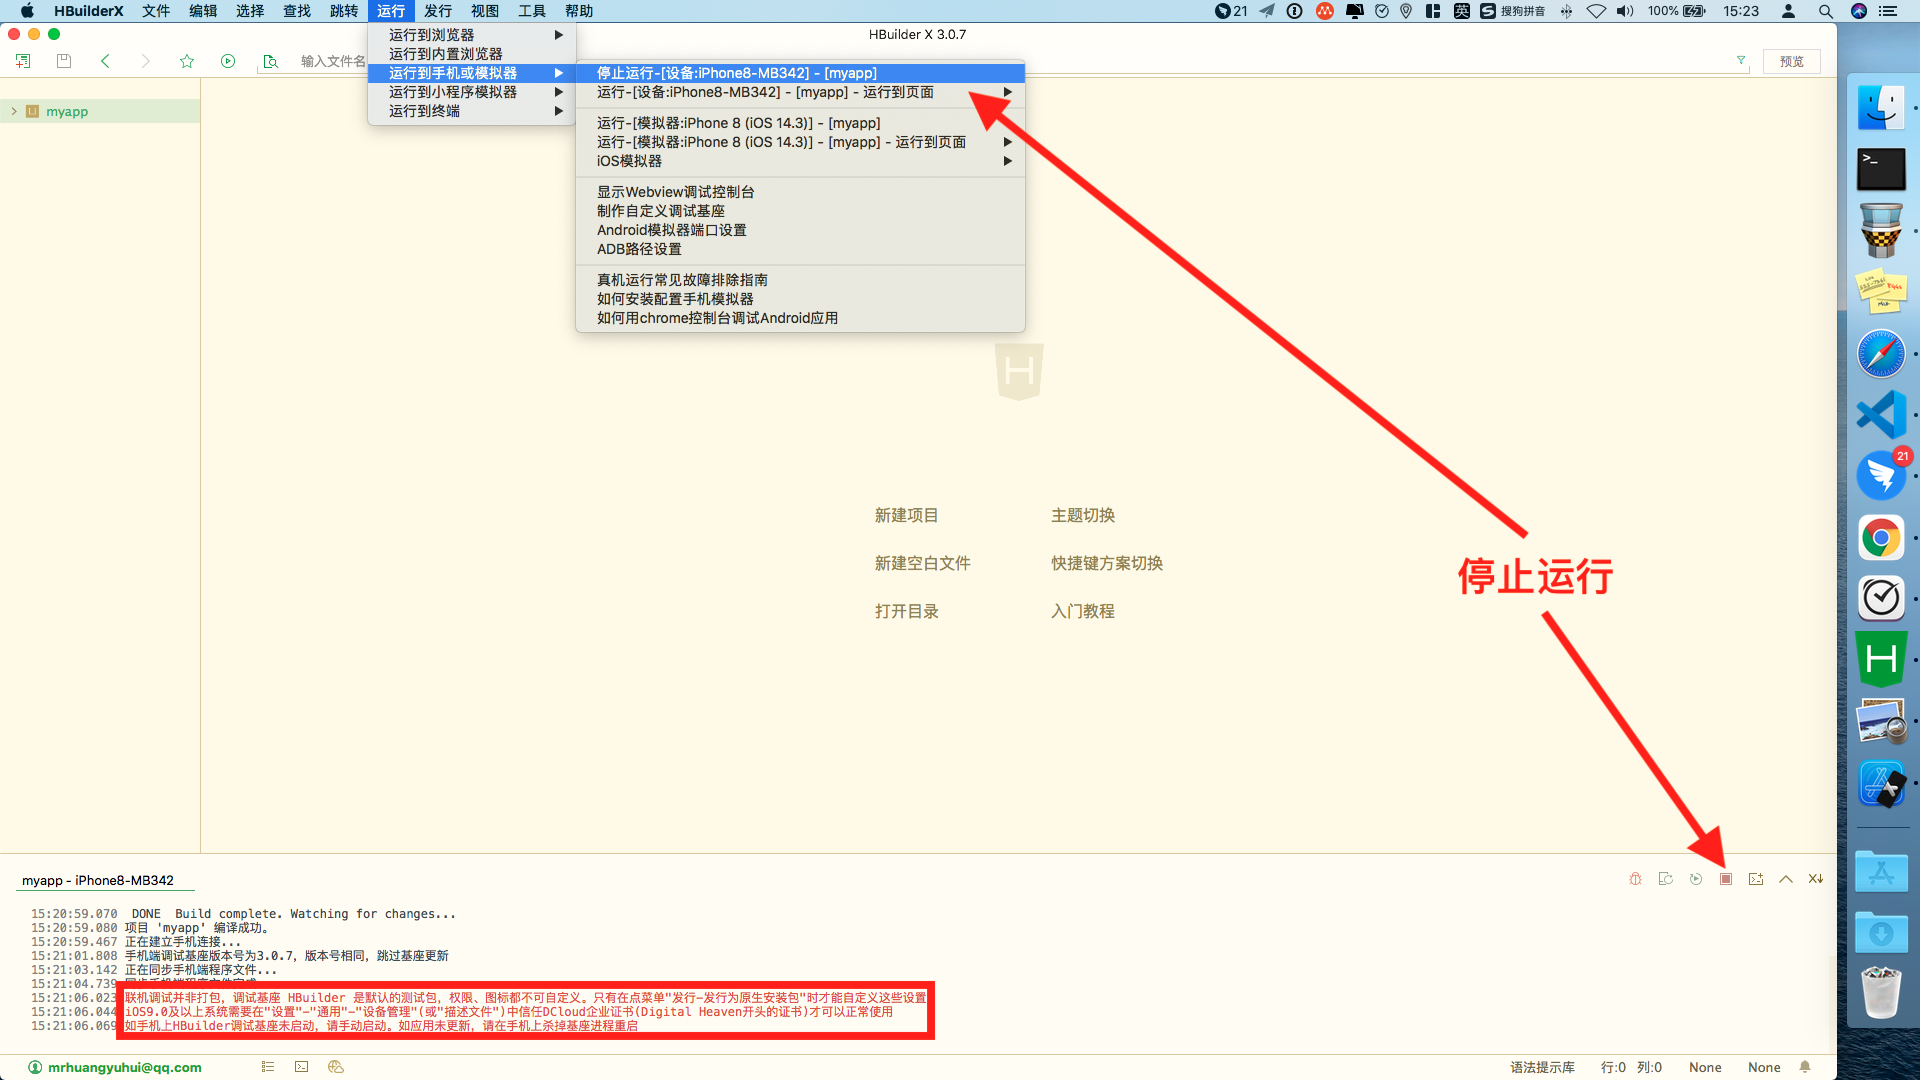 HBuilderX 文件 编辑 选择 查找 跳转 运行 发行 视图 工具 帮助 21 英 搜狗拼音 100% 15:23
HBuilder X 3.0.7
输入文件名
预览
运行到浏览器
运行到内置浏览器
运行到手机或模拟器
运行到小程序模拟器
运行到终端
停止运行-[设备:iPhone8-MB342] - [myapp]
运行-[设备:iPhone8-MB342] - [myapp] - 运行到页面
运行-[模拟器:iPhone 8 (iOS 14.3)] - [myapp]
运行-[模拟器:iPhone 8 (iOS 14.3)] - [myapp] - 运行到页面
iOS模拟器
显示Webview调试控制台
制作自定义调试基座
Android模拟器端口设置
ADB路径设置
真机运行常见故障排除指南
如何安装配置手机模拟器
如何用chrome控制台调试Android应用
myapp
新建项目 主题切换
新建空白文件 快捷键方案切换
打开目录 入门教程
停止运行
21
myapp - iPhone8-MB342
15:20:59.070 DONE Build complete. Watching for changes...
15:20:59.080 项目 'myapp' 编译成功。
15:20:59.467 正在建立手机连接...
15:21:01.808 手机端调试基座版本号为3.0.7, 版本号相同, 跳过基座更新
15:21:03.142 正在同步手机端程序文件...
15:21:04.739
15:21:06.023 联机调试并非打包, 调试基座 HBuilder 是默认的测试包, 权限、图标都不可自定义。只有在点菜单"发行-发行为原生安装包"时才能自定义这些设置
15:21:06.044 iOS9.0及以上系统需要在"设置"-"通用"-"设备管理"(或"描述文件")中信任DCloud企业证书(Digital Heaven开头的证书)才可以正常使用
15:21:06.069 如手机上HBuilder调试基座未启动, 请手动启动。如应用未更新, 请在手机上杀掉基座进程重启
mrhuangyuhui@qq.com 语法提示库 行:0 列:0 None None